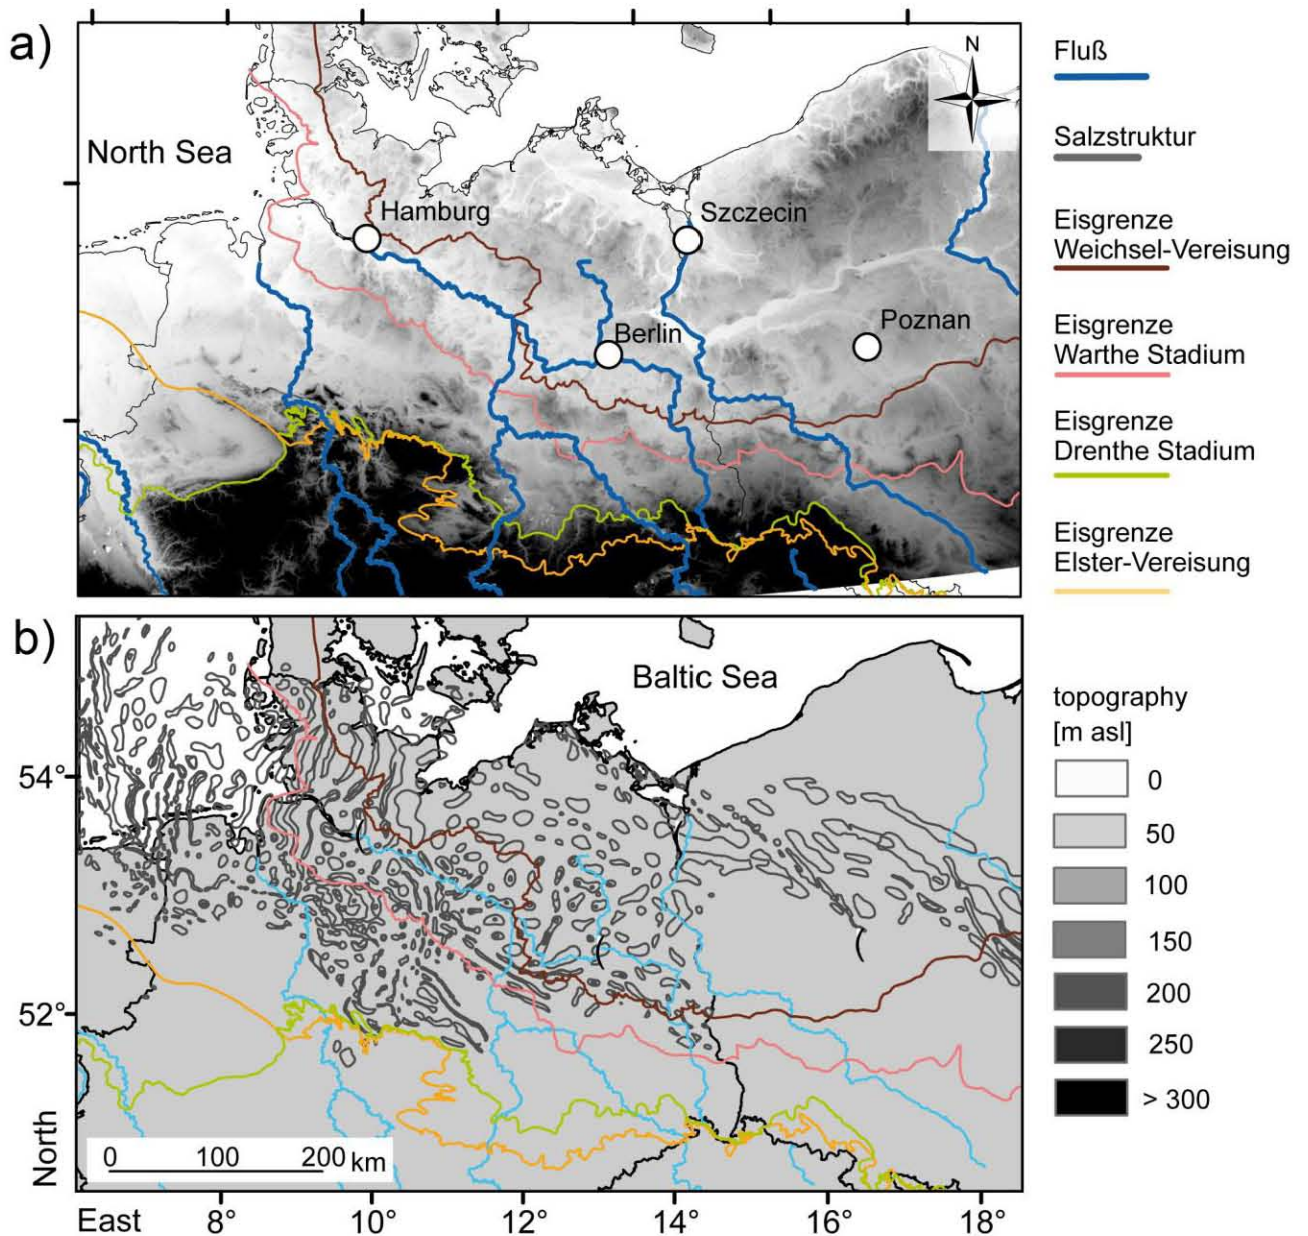 a)
North Sea
Hamburg
Szczecin
Berlin
Poznan
N
Fluß
Salzstruktur
Eisgrenze
Weichsel-Vereisung
Eisgrenze
Warthe Stadium
Eisgrenze
Drenthe Stadium
Eisgrenze
Elster-Vereisung
b)
Baltic Sea
54°
52°
North
0 100 200 km
East 8° 10° 12° 14° 16° 18°
topography
[m asl]
0
50
100
150
200
250
> 300